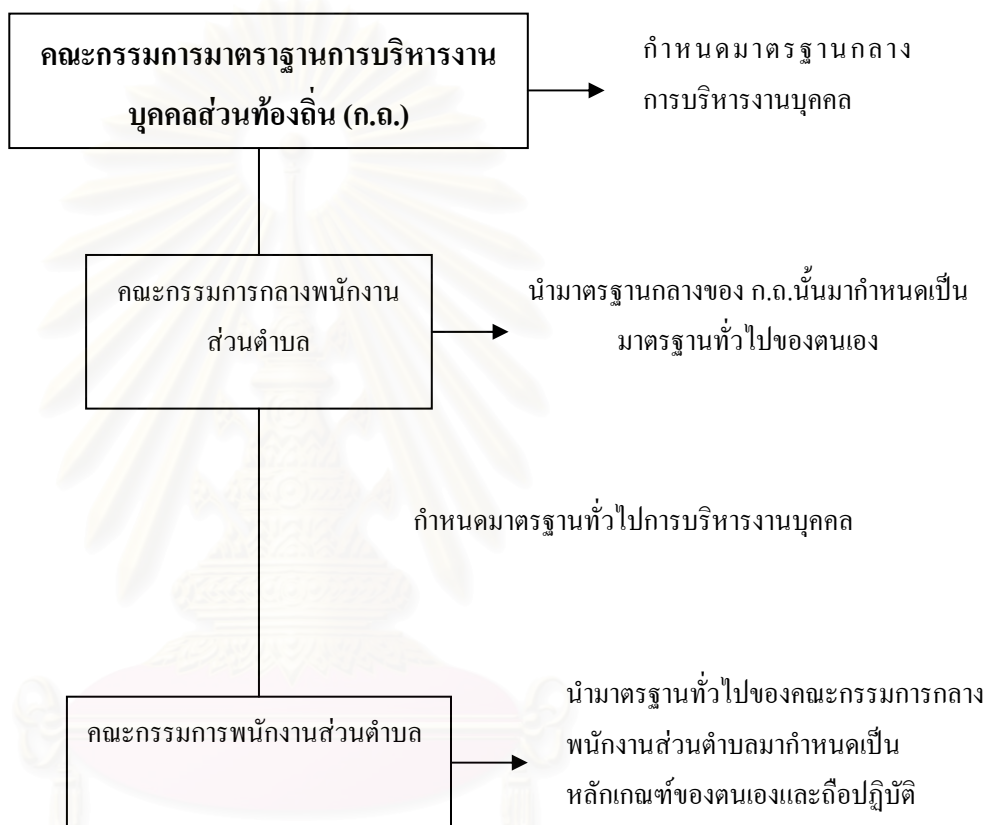 คณะกรรมการมาตราฐานการบริหารงาน
บุคคลส่วนท้องถิ่น (ก.ถ.)
กำหนดมาตรฐานกลาง
การบริหารงานบุคคล
คณะกรรมการกลางพนักงาน
ส่วนตำบล
นำมาตรฐานกลางของ ก.ถ.นั้นมากำหนดเป็น
มาตรฐานทั่วไปของตนเอง
กำหนดมาตรฐานทั่วไปการบริหารงานบุคคล
คณะกรรมการพนักงานส่วนตำบล
นำมาตรฐานทั่วไปของคณะกรรมการกลาง
พนักงานส่วนตำบลมากำหนดเป็น
หลักเกณฑ์ของตนเองและถือปฏิบัติ